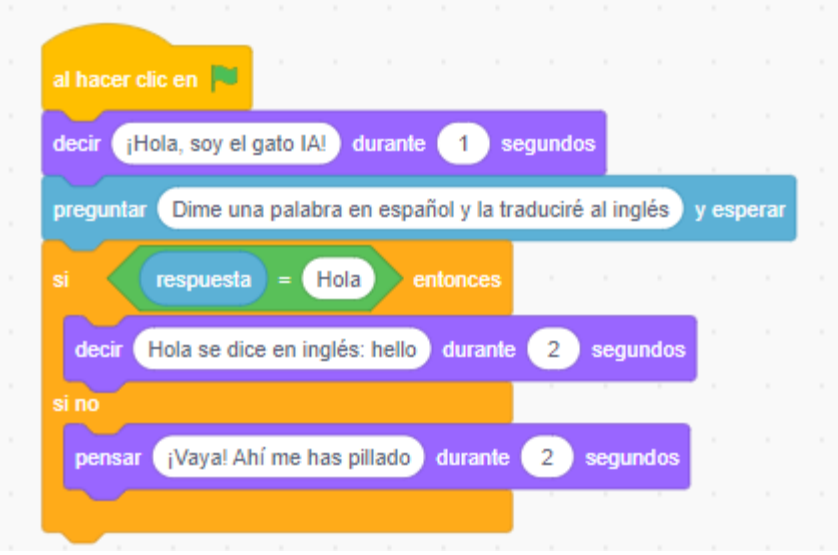 al hacer clic en
decir ¡Hola, soy el gato IA! durante 1 segundos
preguntar Dime una palabra en español y la traduciré al inglés y esperar
si respuesta = Hola entonces
decir Hola se dice en inglés: hello durante 2 segundos
si no
pensar ¡Vaya! Ahí me has pillado durante 2 segundos